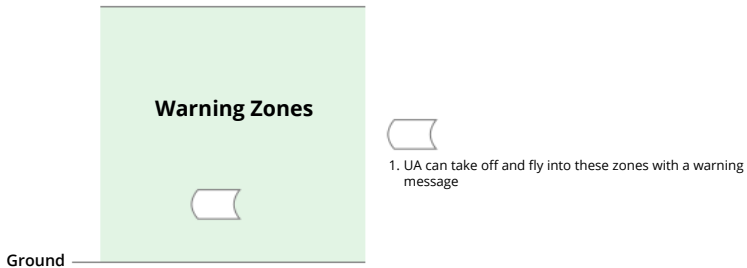 Warning Zones
1. UA can take off and fly into these zones with a warning
message
Ground